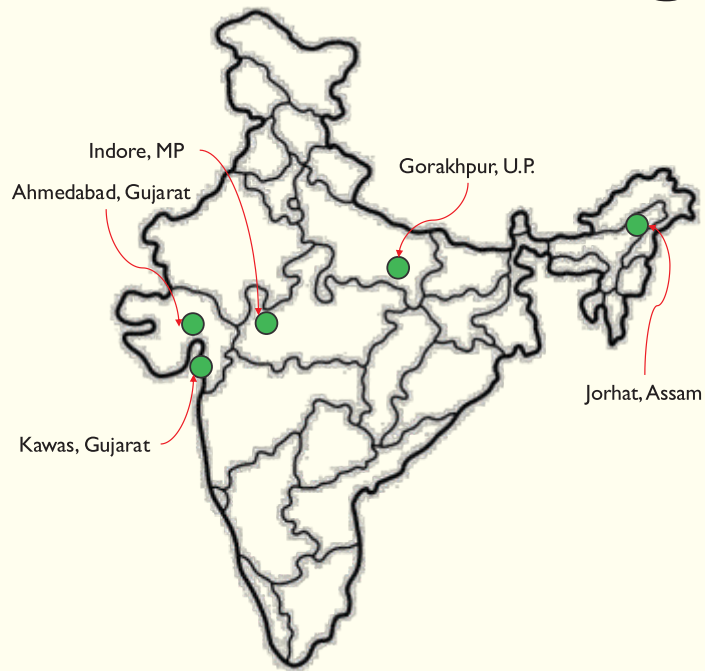 Indore, MP
Gorakhpur, U.P.
Ahmedabad, Gujarat
Jorhat, Assam
Kawas, Gujarat